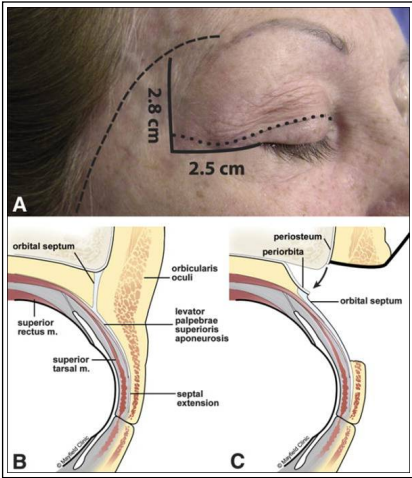 2.8 cm
2.5 cm
A
orbital septum
orbicularis
oculi
levator
palpebrae
superioris
aponeurosis
superior
rectus m.
superior
tarsal m.
septal
extension
© Mayfield Clinic
B
periosteum
periorbita
orbital septum
© Mayfield Clinic
C